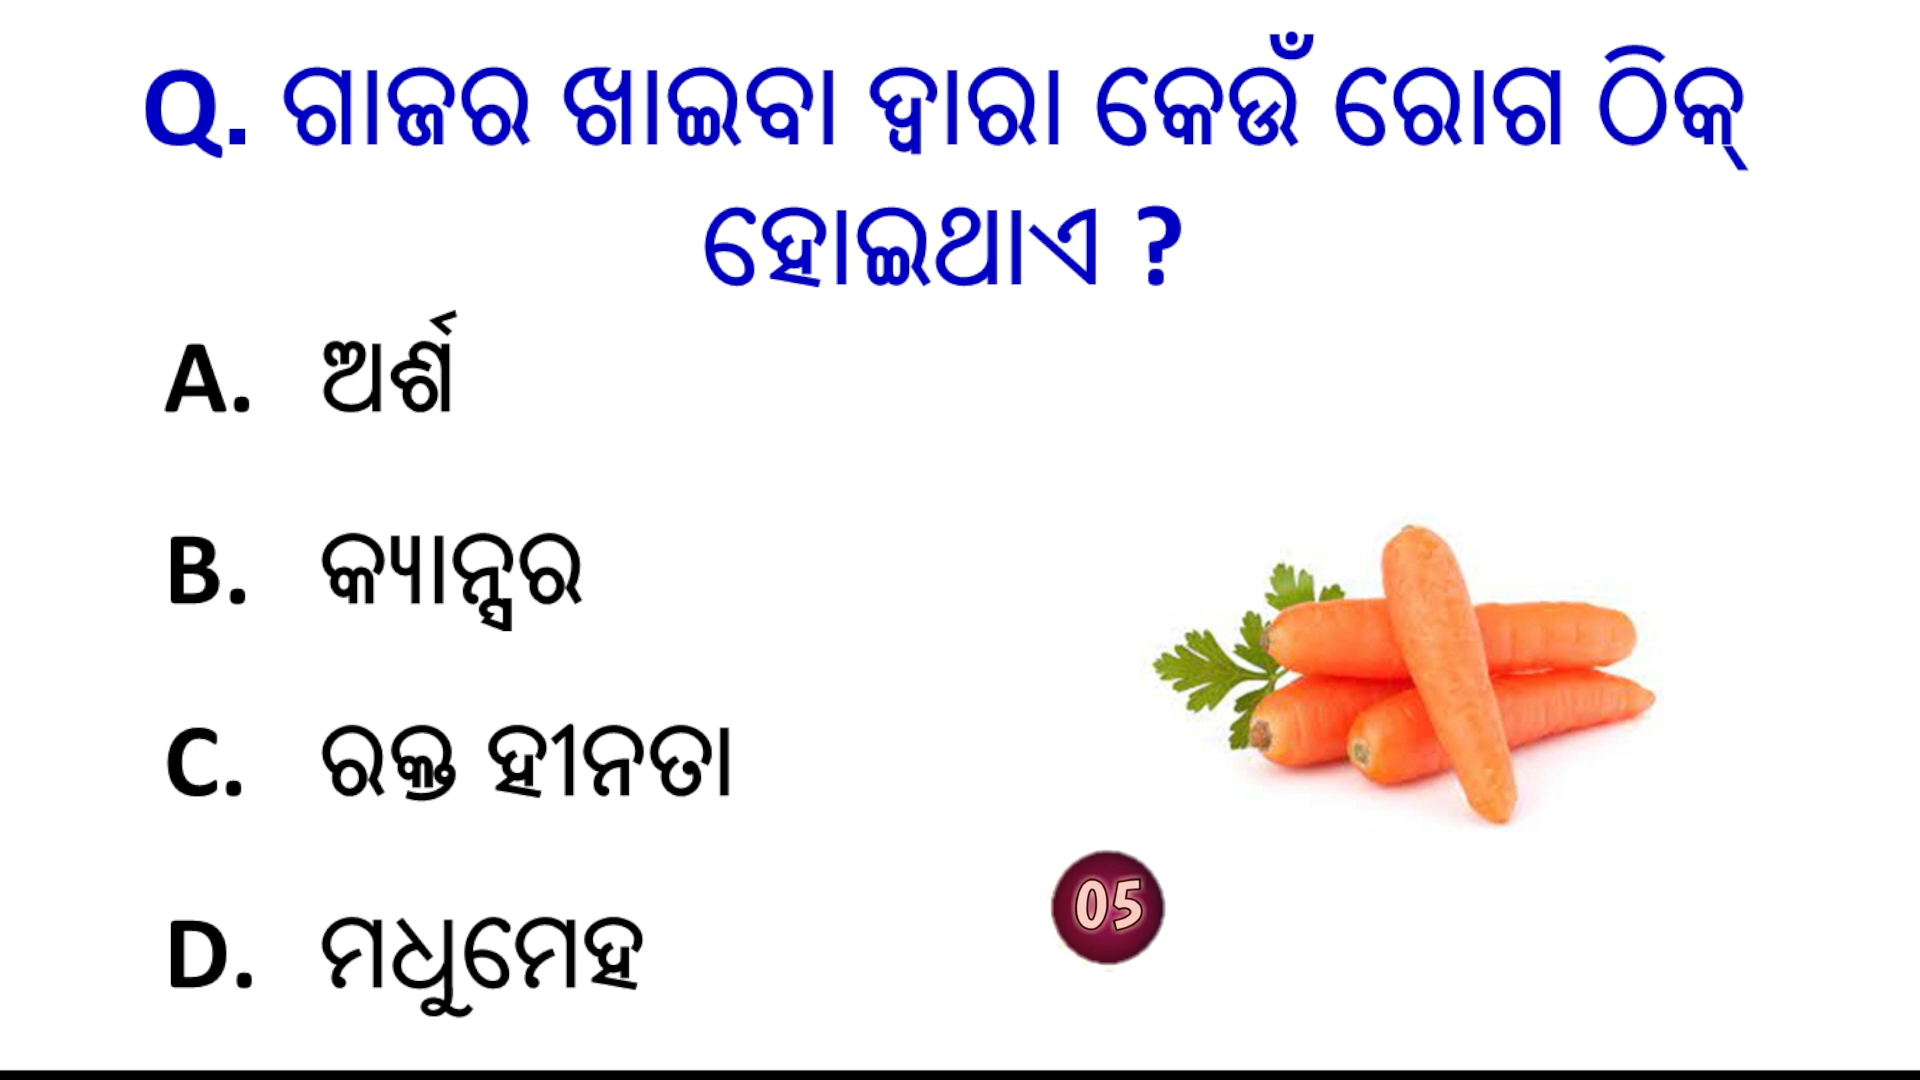 Q. ଗାଜର ଖାଇବା ଦ୍ଵାରା କେଉଁ ରୋଗ ଠିକ୍
ହୋଇଥାଏ ?
A. ଅର୍ଶ
B. କ୍ୟାନ୍ସର
C. ରକ୍ତ ହୀନତା
D. ମଧୁମେହ
05